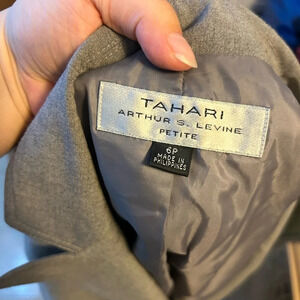 TAHARI
ARTHUR S. LEVINE
PETITE
6P
MADE IN
PHILIPPINES